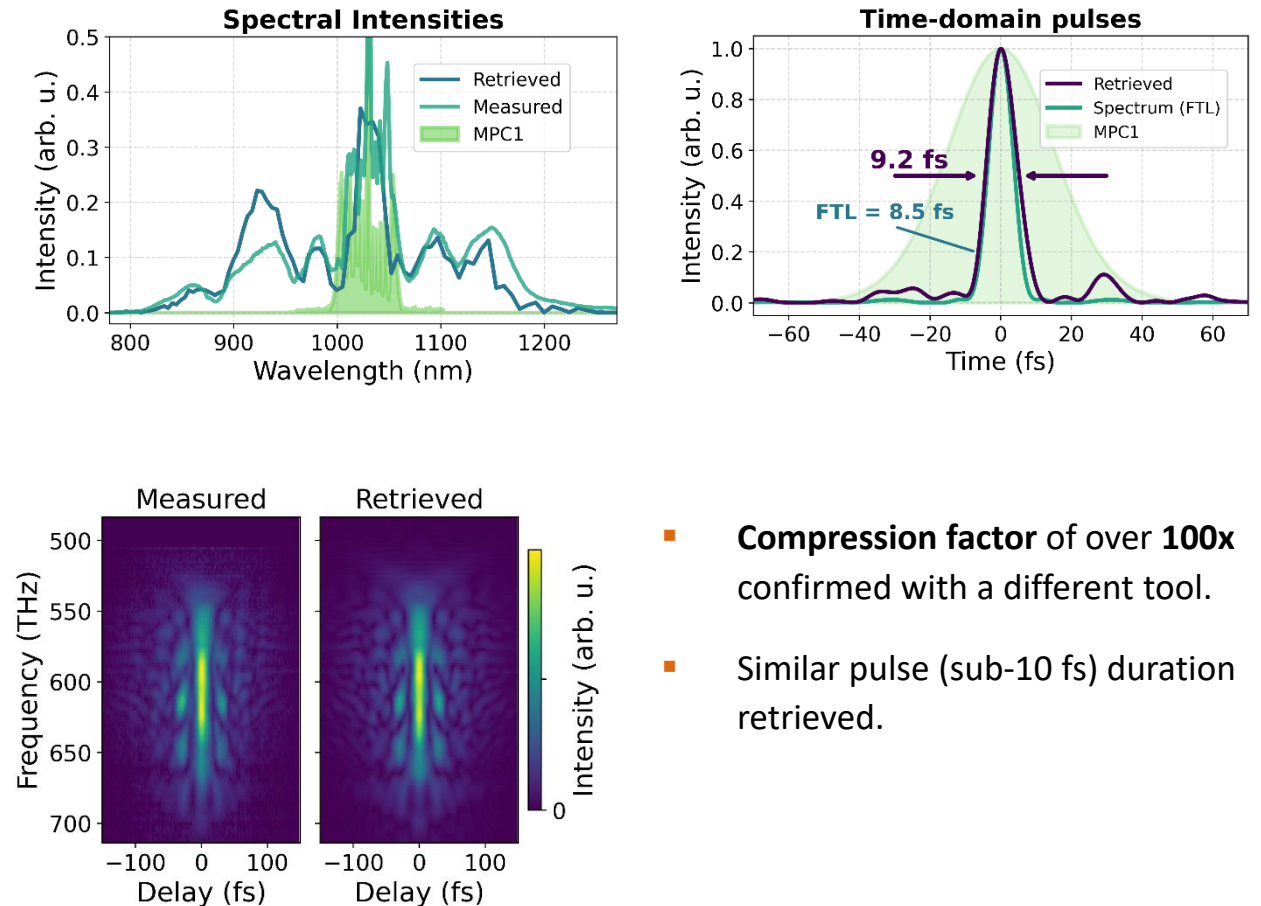 Spectral Intensities
0.5
0.4
0.3
0.2
0.1
0.0
Intensity (arb. u.)
Retrieved
Measured
MPC1
800 900 1000 1100 1200
Wavelength (nm)
Time-domain pulses
1.0
0.8
0.6
0.4
0.2
0.0
Intensity (arb. u.)
Retrieved
Spectrum (FTL)
MPC1
9.2 fs
FTL = 8.5 fs
−60 −40 −20 0 20 40 60
Time (fs)
Measured Retrieved
500
550
600
650
700
Frequency (THz)
0
Intensity (arb. u.)
−100 0 100 −100 0 100
Delay (fs) Delay (fs)
▪ Compression factor of over 100x
confirmed with a different tool.
▪ Similar pulse (sub-10 fs) duration
retrieved.